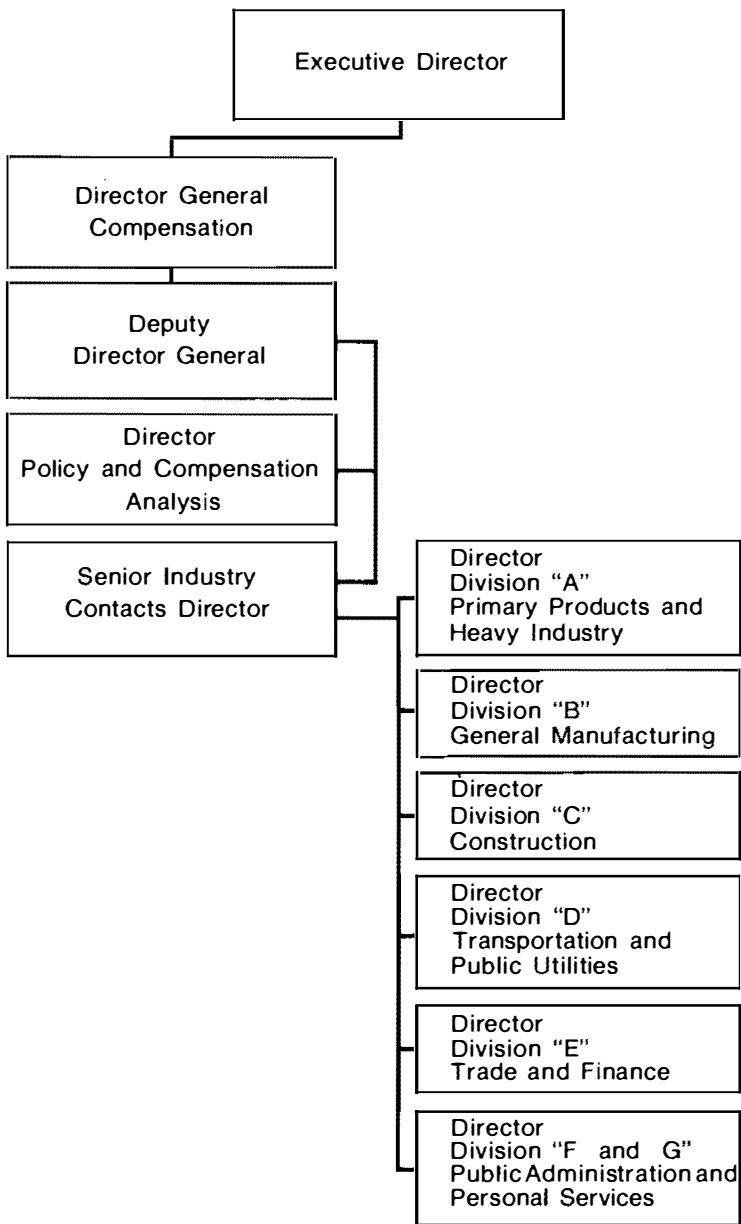 Executive Director
Director General
Compensation
Deputy
Director General
Director
Policy and Compensation
Analysis
Senior Industry
Contacts Director
Director
Division "A"
Primary Products and
Heavy Industry
Director
Division "B"
General Manufacturing
Director
Division "C"
Construction
Director
Division "D"
Transportation and
Public Utilities
Director
Division "E"
Trade and Finance
Director
Division "F and G"
Public Administration and
Personal Services